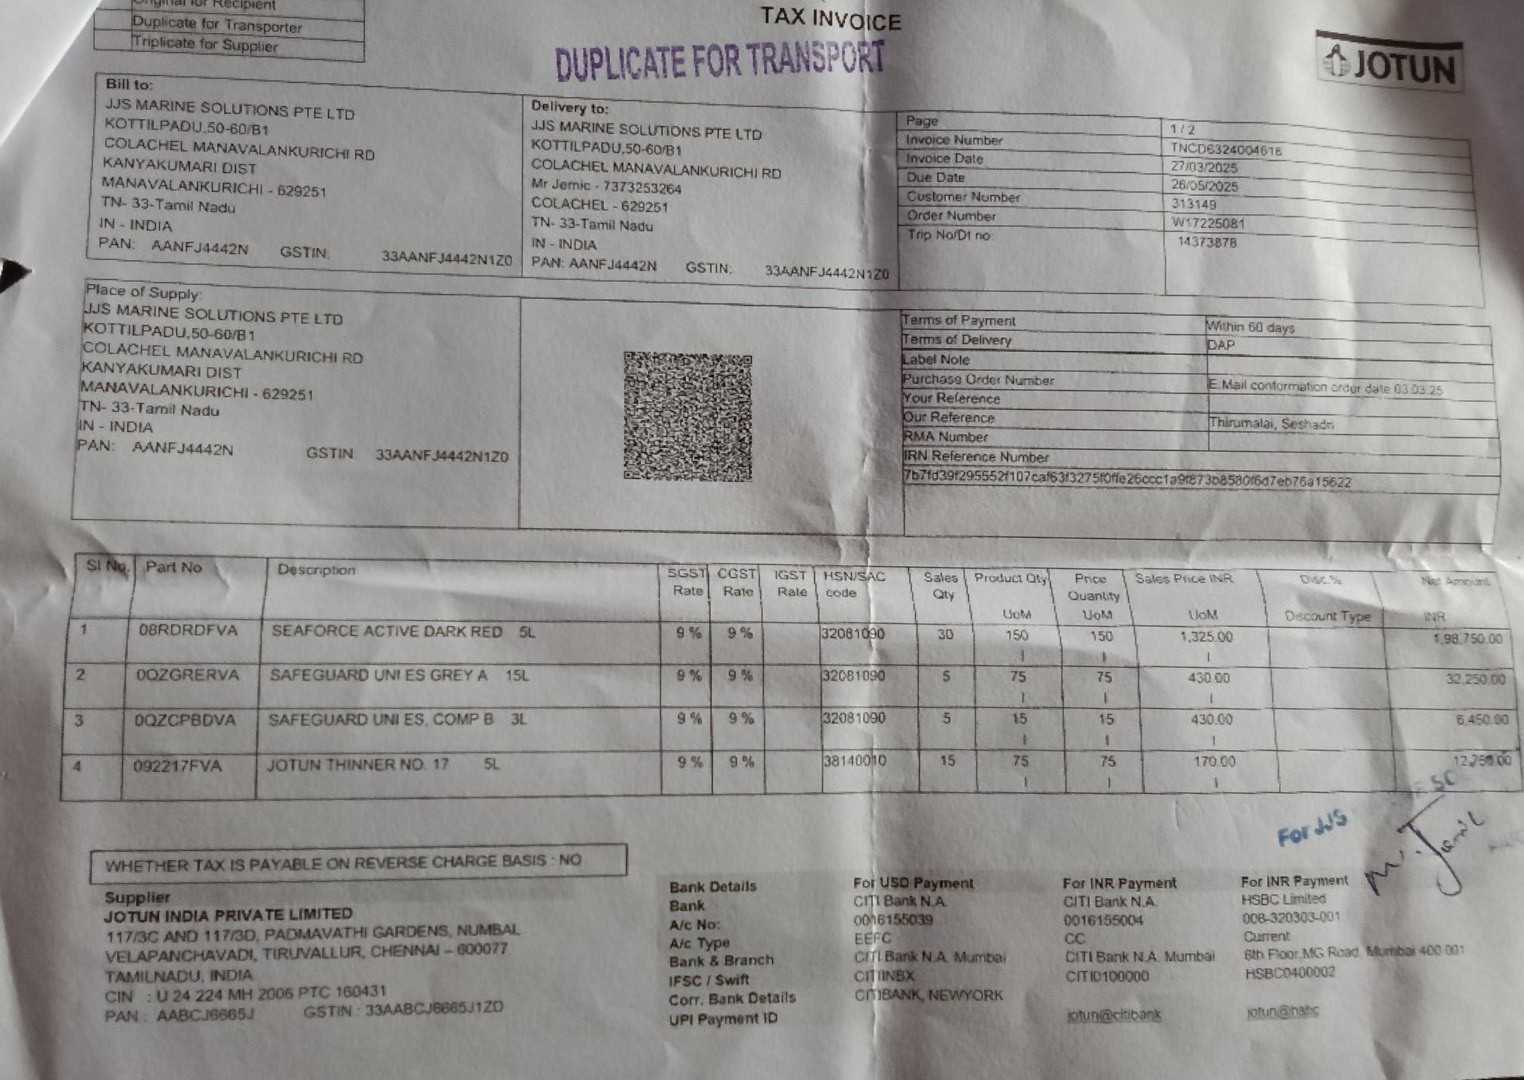 Original for Recipient
Duplicate for Transporter
Triplicate for Supplier
TAX INVOICE
DUPLICATE FOR TRANSPORT
JOTUN
Bill to:
JJS MARINE SOLUTIONS PTE LTD
KOTTILPADU,50-60/B1
COLACHEL MANAVALANKURICHI RD
KANYAKUMARI DIST
MANAVALANKURICHI - 629251
TN- 33-Tamil Nadu
IN - INDIA
PAN: AANFJ4442N GSTIN: 33AANFJ4442N1Z0
Delivery to:
JJS MARINE SOLUTIONS PTE LTD
KOTTILPADU,50-60/B1
COLACHEL MANAVALANKURICHI RD
Mr Jemic - 7373253264
COLACHEL - 629251
TN- 33-Tamil Nadu
IN - INDIA
PAN: AANFJ4442N GSTIN: 33AANFJ4442N1Z0
Page 1 / 2
Invoice Number TNCD6324004616
Invoice Date 27/03/2025
Due Date 26/05/2025
Customer Number 313149
Order Number W17225081
Trip No/Dt no: 14373878
Place of Supply:
JJS MARINE SOLUTIONS PTE LTD
KOTTILPADU,50-60/B1
COLACHEL MANAVALANKURICHI RD
KANYAKUMARI DIST
MANAVALANKURICHI - 629251
TN- 33-Tamil Nadu
IN - INDIA
PAN: AANFJ4442N GSTIN 33AANFJ4442N1Z0
Terms of Payment Within 60 days
Terms of Delivery DAP
Label Note
Purchase Order Number E.Mail conformation ordur date 03.03.25
Your Reference
Our Reference Thirumalai, Seshadri
RMA Number
IRN Reference Number
7b7fd39f295552f107caf63f3275f0ffe26ccc1a9f873b8580f6d7eb76a15622
Sl No. Part No Description SGST Rate CGST Rate IGST Rate HSN/SAC code Sales Qty Product Qty UoM Price Quantity UoM Sales Price INR UoM Disc.% Discount Type Net Amount INR
1 08RDRDFVA SEAFORCE ACTIVE DARK RED 5L 9 % 9 % 32081090 30 150 150 1,325.00 1,98,750.00
l l l
2 0QZGRERVA SAFEGUARD UNI ES GREY A 15L 9 % 9 % 32081090 5 75 75 430.00 32,250.00
l l l
3 0QZCPBDVA SAFEGUARD UNI ES, COMP B 3L 9 % 9 % 32081090 5 15 15 430.00 6,450.00
l l l
4 092217FVA JOTUN THINNER NO. 17 5L 9 % 9 % 38140010 15 75 75 170.00 12,750.00
l l l
For JJS
WHETHER TAX IS PAYABLE ON REVERSE CHARGE BASIS : NO
Supplier
JOTUN INDIA PRIVATE LIMITED
117/3C AND 117/3D, PADMAVATHI GARDENS, NUMBAL
VELAPANCHAVADI, TIRUVALLUR, CHENNAI – 600077
TAMILNADU, INDIA
CIN : U 24 224 MH 2006 PTC 160431
PAN : AABCJ6665J GSTIN : 33AABCJ6665J1ZD
Bank Details For USD Payment For INR Payment For INR Payment
Bank CITI Bank N.A. CITI Bank N.A. HSBC Limited
A/c No: 0016155039 0016155004 006-320303-001
A/c Type EEFC CC Current
Bank & Branch CITI Bank N.A. Mumbai CITI Bank N.A. Mumbai 6th Floor,MG Road, Mumbai 400 001
IFSC / Swift CITIINBX CITI0100000 HSBC0400002
Corr. Bank Details CITIBANK, NEWYORK
UPI Payment ID jotun@citibank jotun@hsbc